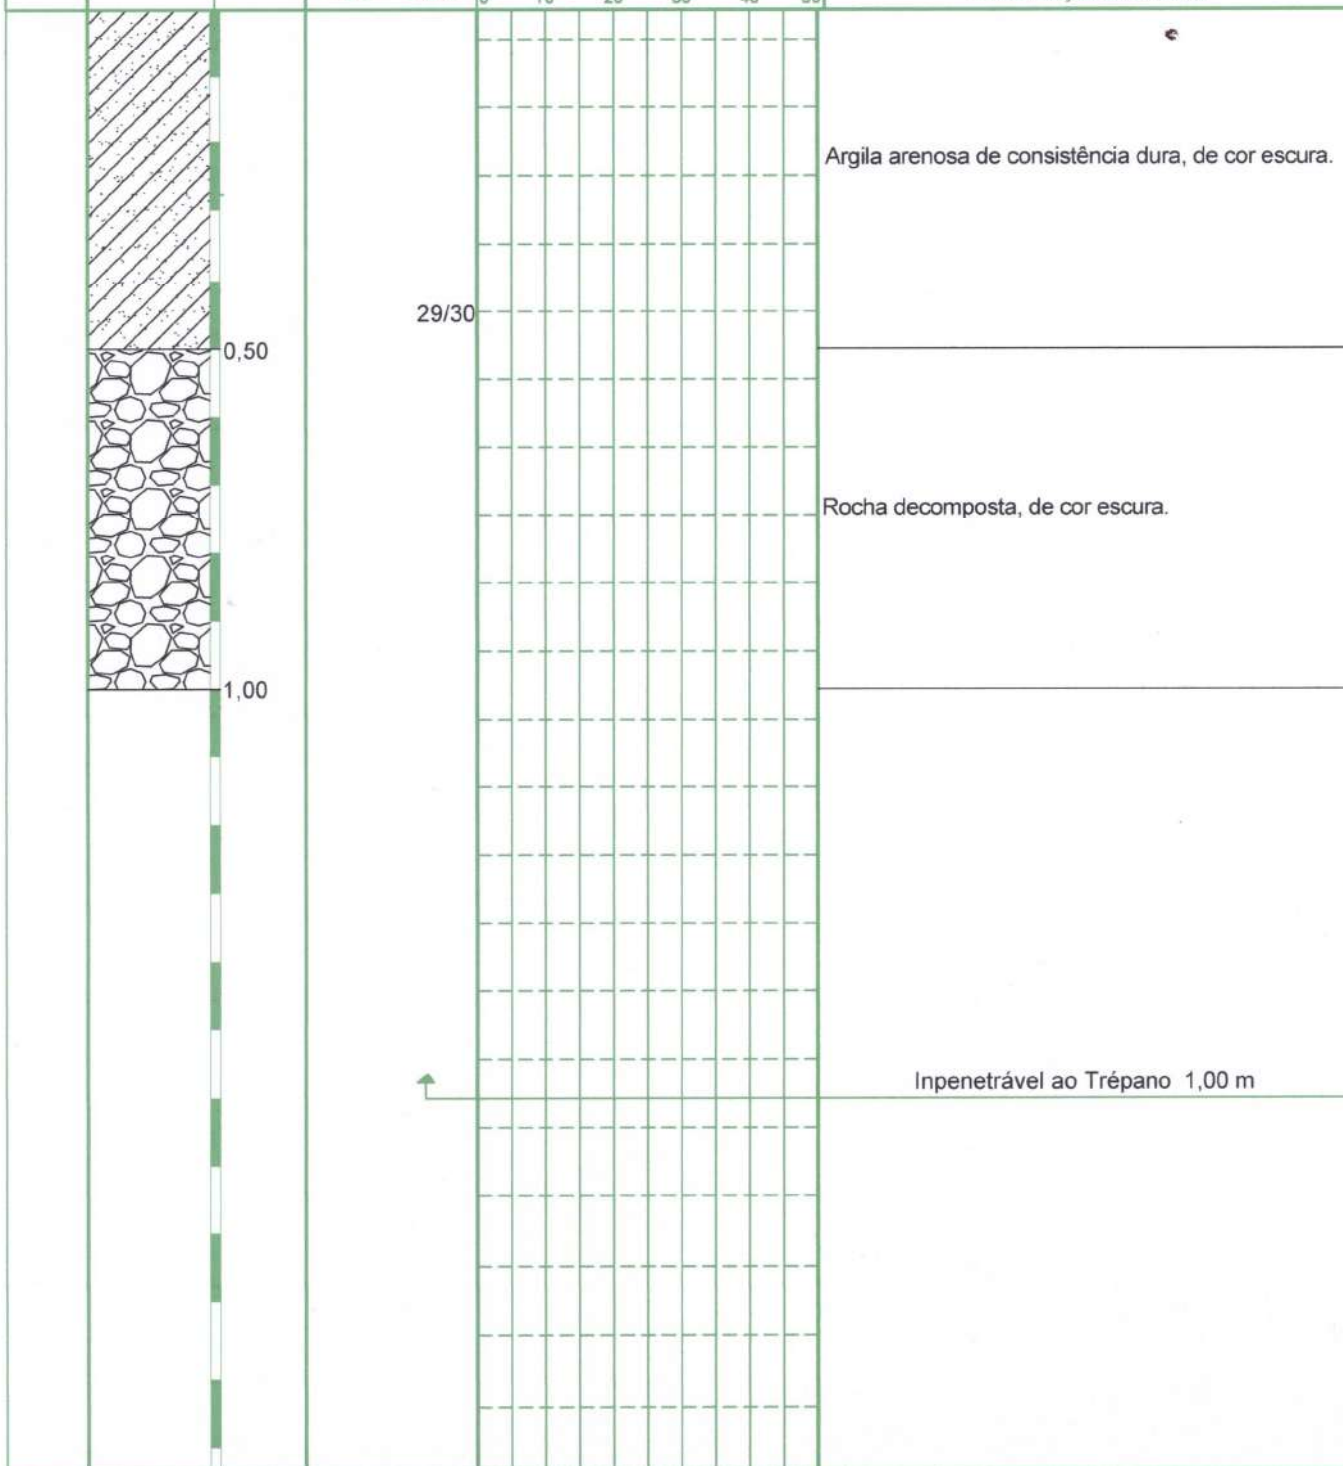 Argila arenosa de consistência dura, de cor escura.
29/30
0,50
Rocha decomposta, de cor escura.
1,00
Inpenetrável ao Trépano 1,00 m